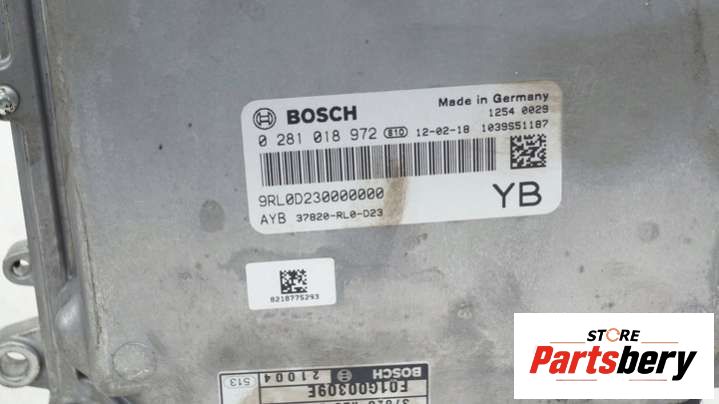 BOSCH
Made in Germany
1254 0029
0 281 018 972 S10 12-02-18 1039S51187
9RL0D230000000
AYB 37820-RL0-D23
YB
8218775293
513
BOSCH 21004
F01G00309E
STORE
Partsbery